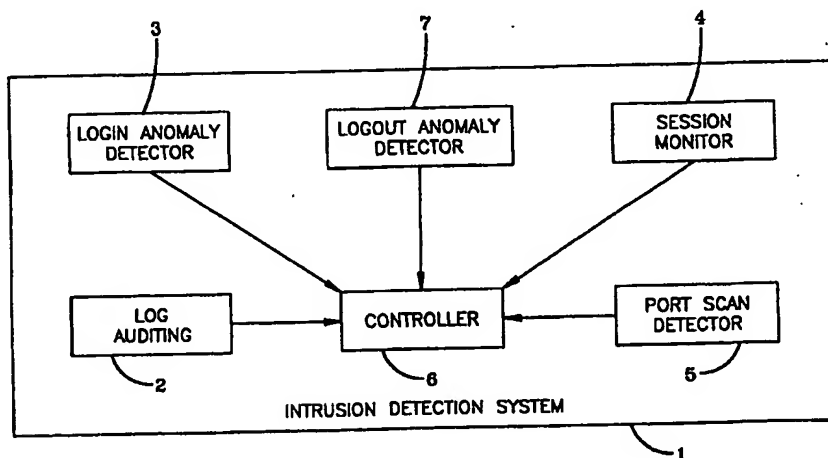 3
7
4
LOGIN ANOMALY
DETECTOR
LOGOUT ANOMALY
DETECTOR
SESSION
MONITOR
LOG
AUDITING
CONTROLLER
PORT SCAN
DETECTOR
2
6
5
INTRUSION DETECTION SYSTEM
1